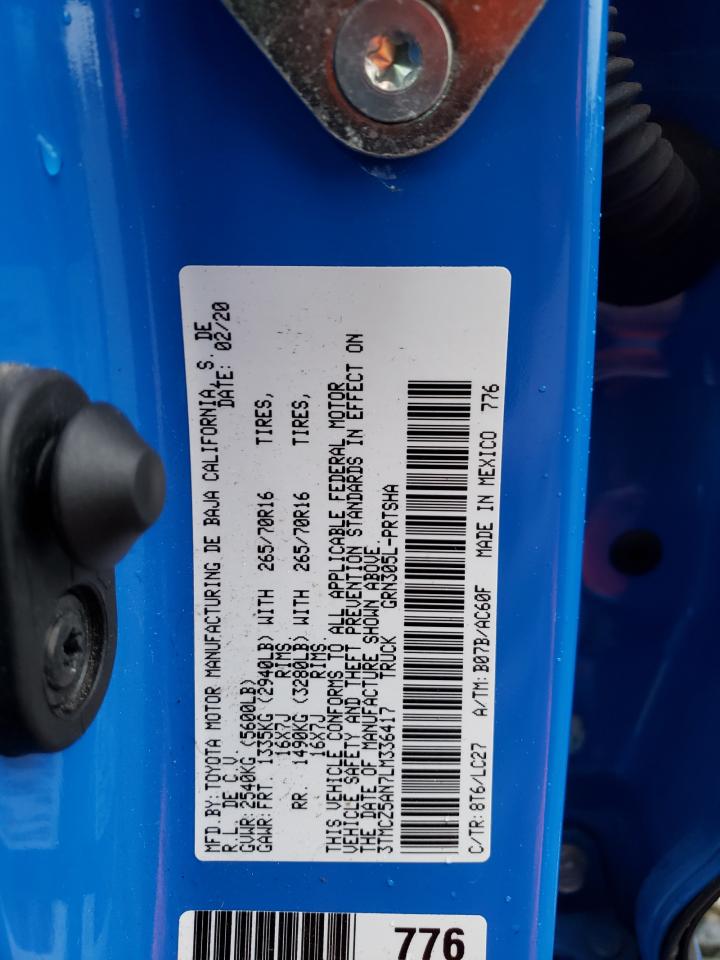 MFD.BY:TOYOTA MOTOR MANUFACTURING DE BAJA CALIFORNIA, S. DE
R.L. DE C.V. DATE: 02/20
GVWR:2540KG (5600LB)
GAWR:FRT 1335KG (2940LB) WITH 265/70R16 TIRES,
16X7J RIMS
RR. 1490KG (3280LB) WITH 265/70R16 TIRES,
16X7J RIMS
THIS VEHICLE CONFORMS TO ALL APPLICABLE FEDERAL MOTOR
VEHICLE SAFETY AND THEFT PREVENTION STANDARDS IN EFFECT ON
THE DATE OF MANUFACTURE SHOWN ABOVE.
3TMCZ5AN7LM336417 TRUCK GRN305L-PRTSHA
C/TR:8T6/LC27 A/TM:B07B/AC60F MADE IN MEXICO 776
776